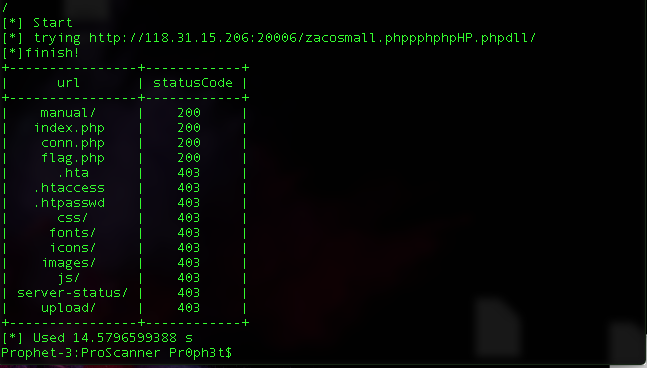 /
[*] Start
[*] trying http://118.31.15.206:20006/zacosmall.phppphphpHP.phpdll/
[*]finish!
+----------------+------------+
|      url       | statusCode |
+----------------+------------+
|    manual/     |    200     |
|   index.php    |    200     |
|    conn.php    |    200     |
|    flag.php    |    200     |
|      .hta      |    403     |
|   .htaccess    |    403     |
|   .htpasswd    |    403     |
|      css/      |    403     |
|     fonts/     |    403     |
|     icons/     |    403     |
|    images/     |    403     |
|      js/       |    403     |
| server-status/ |    403     |
|    upload/     |    403     |
+----------------+------------+
[*] Used 14.5796599388 s
Prophet-3:ProScanner Pr0ph3t$